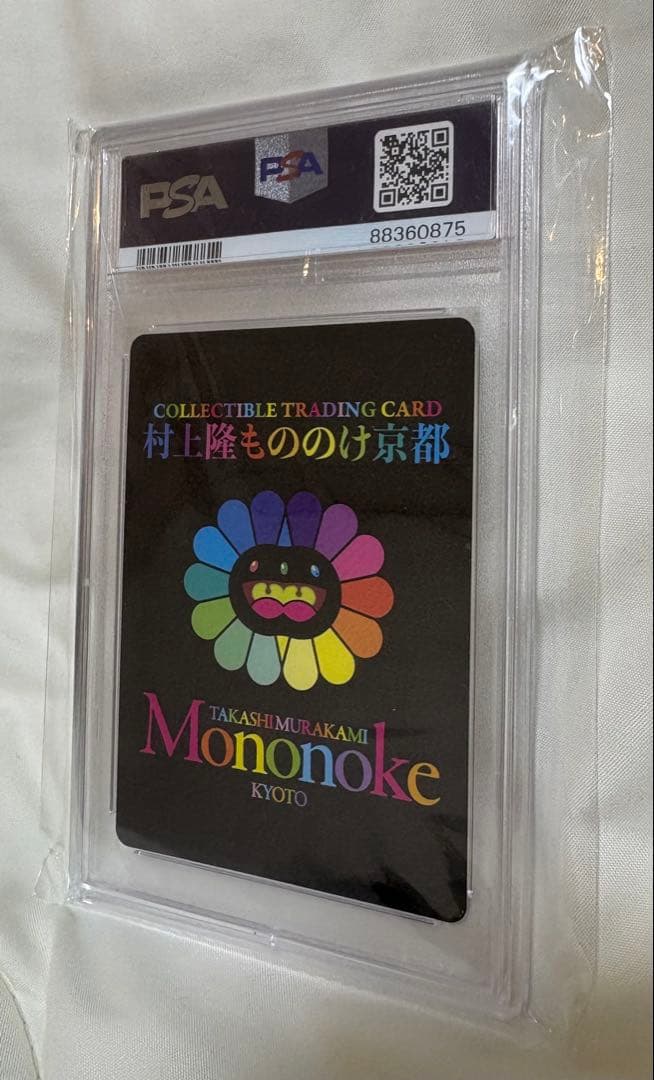 PSA
PSA
88360875
COLLECTIBLE TRADING CARD
村上隆もののけ京都
TAKASHI MURAKAMI
Mononoke
KYOTO